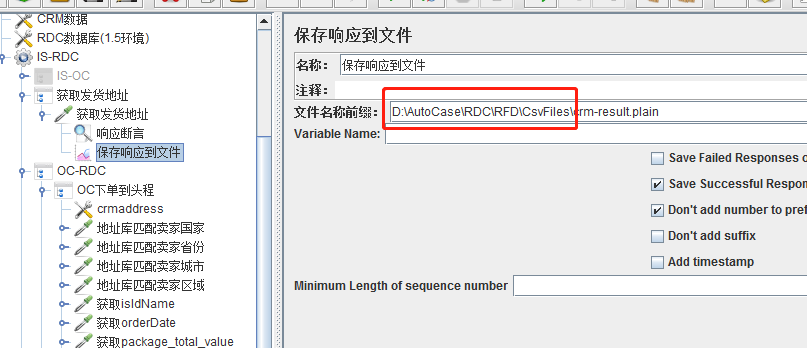 CRM数据
RDC数据库(1.5环境)
IS-RDC
IS-OC
获取发货地址
获取发货地址
响应断言
保存响应到文件
OC-RDC
OC下单到头程
crmaddress
地址库匹配卖家国家
地址库匹配卖家省份
地址库匹配卖家城市
地址库匹配卖家区域
获取isIdName
获取orderDate
获取package_total_value
保存响应到文件
名称: 保存响应到文件
注释:
文件名称前缀: D:\AutoCase\RDC\RFD\CsvFiles\crm-result.plain
Variable Name:
Save Failed Responses o
Save Successful Respon
Don't add number to pref
Don't add suffix
Add timestamp
Minimum Length of sequence number